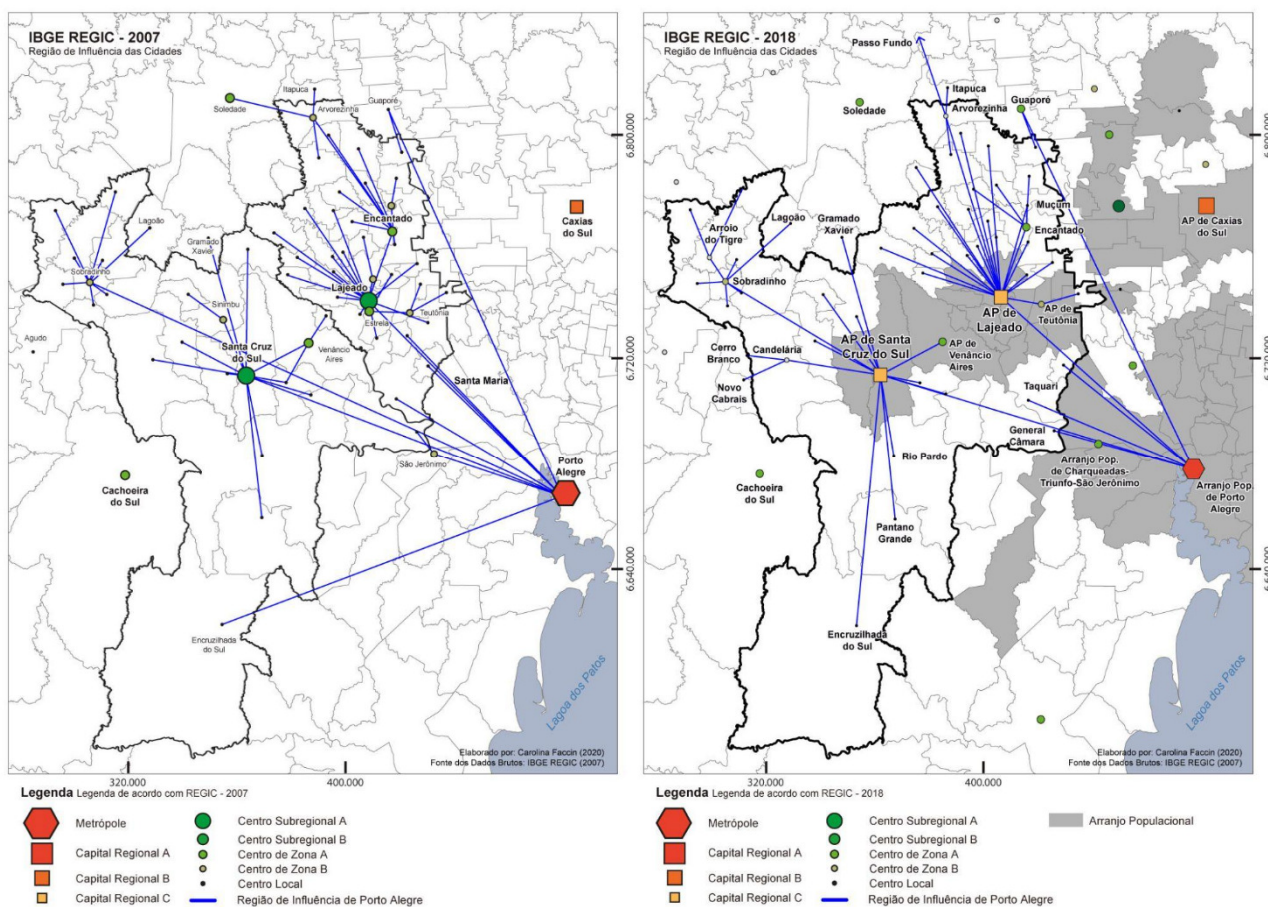 IBGE REGIC - 2007
Região de Influência das Cidades
Soledade
Itapuca
Arvorezinha
Guaporé
6.800.000
Lagoão
Gramado
Xavier
Encantado
Caxias
do Sul
Sobradinho
Sinimbu
Lajeado
Estrela
Teutônia
Agudo
Santa Cruz
do Sul
Venâncio
Aires
Santa Maria
6.720.000
Cachoeira
do Sul
São Jerônimo
Porto
Alegre
6.640.000
Encruzilhada
do Sul
Lagoa dos Patos
Elaborado por: Carolina Faccin (2020)
Fonte dos Dados Brutos: IBGE REGIC (2007)
320.000
400.000
Legenda Legenda de acordo com REGIC - 2007
Metrópole
Capital Regional A
Capital Regional B
Capital Regional C
Centro Subregional A
Centro Subregional B
Centro de Zona A
Centro de Zona B
Centro Local
Região de Influência de Porto Alegre
IBGE REGIC - 2018
Região de Influência das Cidades
Passo Fundo
Itapuca
Arvorezinha
Guaporé
Soledade
6.800.000
Lagoão
Gramado
Xavier
Muçum
Encantado
AP de Caxias
do Sul
Arroio
do Tigre
Sobradinho
AP de
Lajeado
AP de
Teutônia
AP de Santa
Cruz do Sul
AP de
Venâncio
Aires
Cerro
Branco
Candelária
Novo
Cabrais
6.720.000
Taquari
General
Câmara
Rio Pardo
Arranjo Pop.
de Charqueadas-
Triunfo-São Jerônimo
Arranjo Pop.
de Porto
Alegre
Cachoeira
do Sul
Pantano
Grande
6.640.000
Encruzilhada
do Sul
Lagoa dos Patos
Elaborado por: Carolina Faccin (2020)
Fonte dos Dados Brutos: IBGE REGIC (2007)
320.000
400.000
Legenda Legenda de acordo com REGIC - 2018
Metrópole
Capital Regional A
Capital Regional B
Capital Regional C
Centro Subregional A
Centro Subregional B
Centro de Zona A
Centro de Zona B
Centro Local
Região de Influência de Porto Alegre
Arranjo Populacional